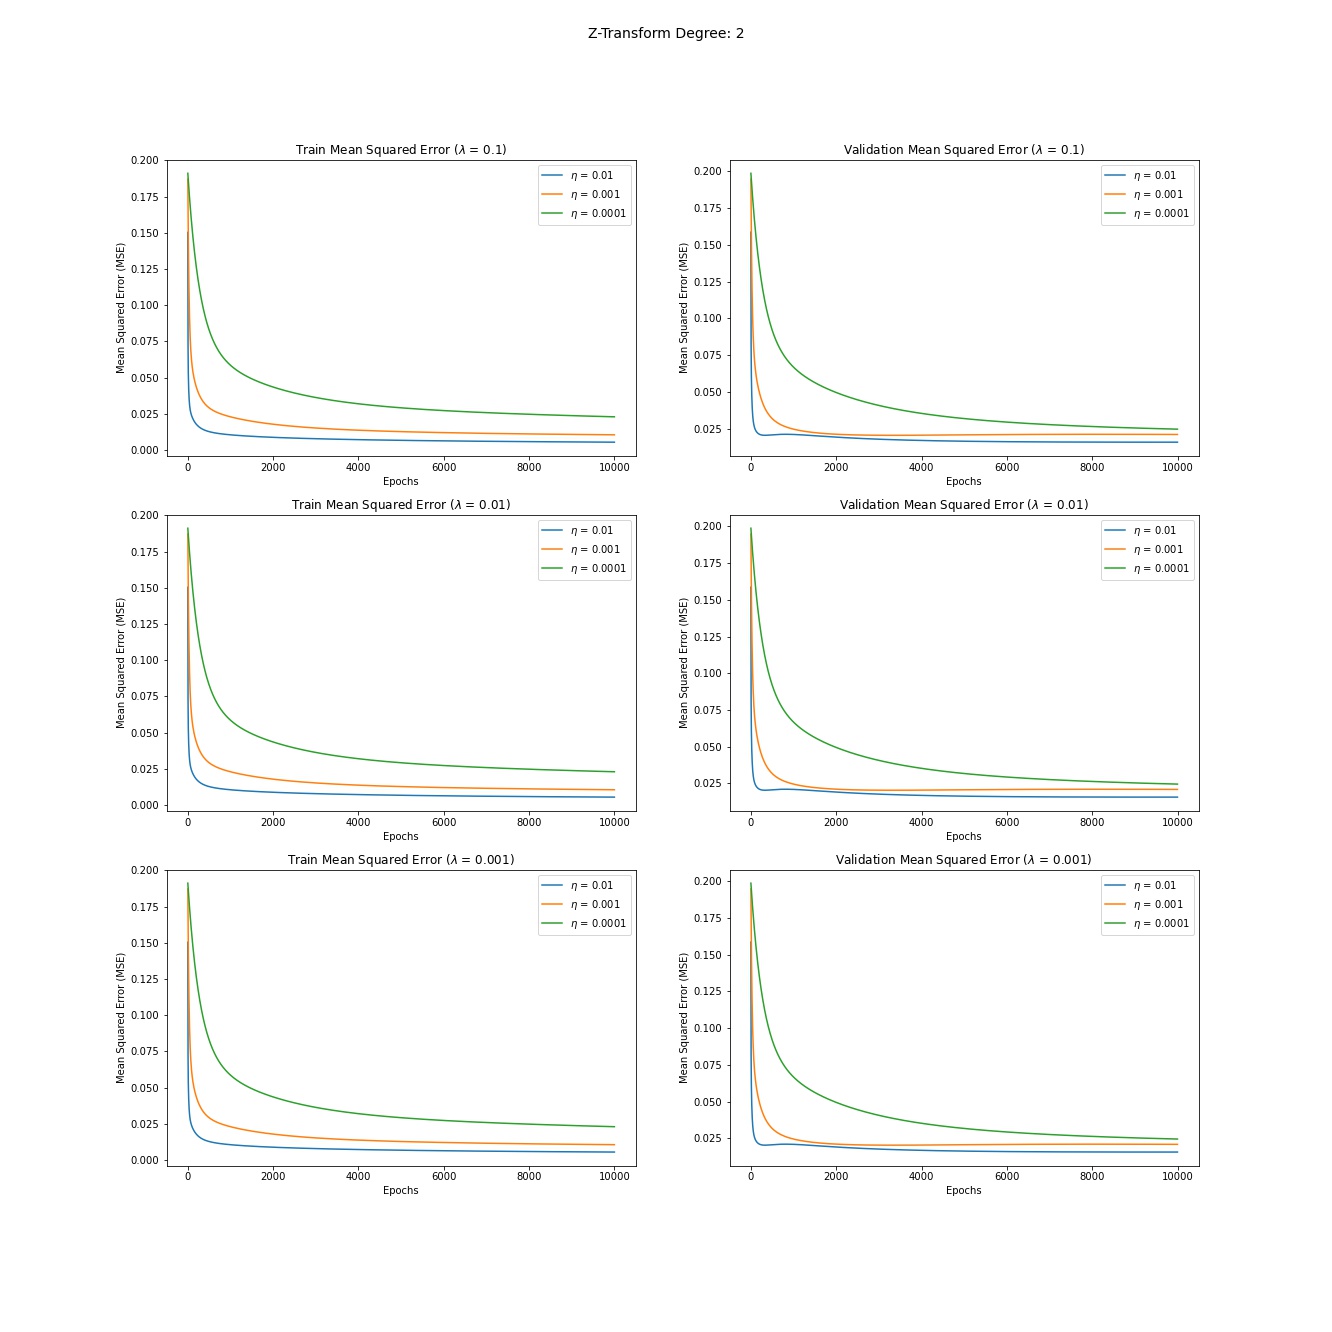 Z-Transform Degree: 2
Train Mean Squared Error (λ = 0.1)
Mean Squared Error (MSE)
0.200
0.175
0.150
0.125
0.100
0.075
0.050
0.025
0.000
η = 0.01
η = 0.001
η = 0.0001
0 2000 4000 6000 8000 10000
Epochs
Validation Mean Squared Error (λ = 0.1)
Mean Squared Error (MSE)
0.200
0.175
0.150
0.125
0.100
0.075
0.050
0.025
η = 0.01
η = 0.001
η = 0.0001
0 2000 4000 6000 8000 10000
Epochs
Train Mean Squared Error (λ = 0.01)
Mean Squared Error (MSE)
0.200
0.175
0.150
0.125
0.100
0.075
0.050
0.025
0.000
η = 0.01
η = 0.001
η = 0.0001
0 2000 4000 6000 8000 10000
Epochs
Validation Mean Squared Error (λ = 0.01)
Mean Squared Error (MSE)
0.200
0.175
0.150
0.125
0.100
0.075
0.050
0.025
η = 0.01
η = 0.001
η = 0.0001
0 2000 4000 6000 8000 10000
Epochs
Train Mean Squared Error (λ = 0.001)
Mean Squared Error (MSE)
0.200
0.175
0.150
0.125
0.100
0.075
0.050
0.025
0.000
η = 0.01
η = 0.001
η = 0.0001
0 2000 4000 6000 8000 10000
Epochs
Validation Mean Squared Error (λ = 0.001)
Mean Squared Error (MSE)
0.200
0.175
0.150
0.125
0.100
0.075
0.050
0.025
η = 0.01
η = 0.001
η = 0.0001
0 2000 4000 6000 8000 10000
Epochs